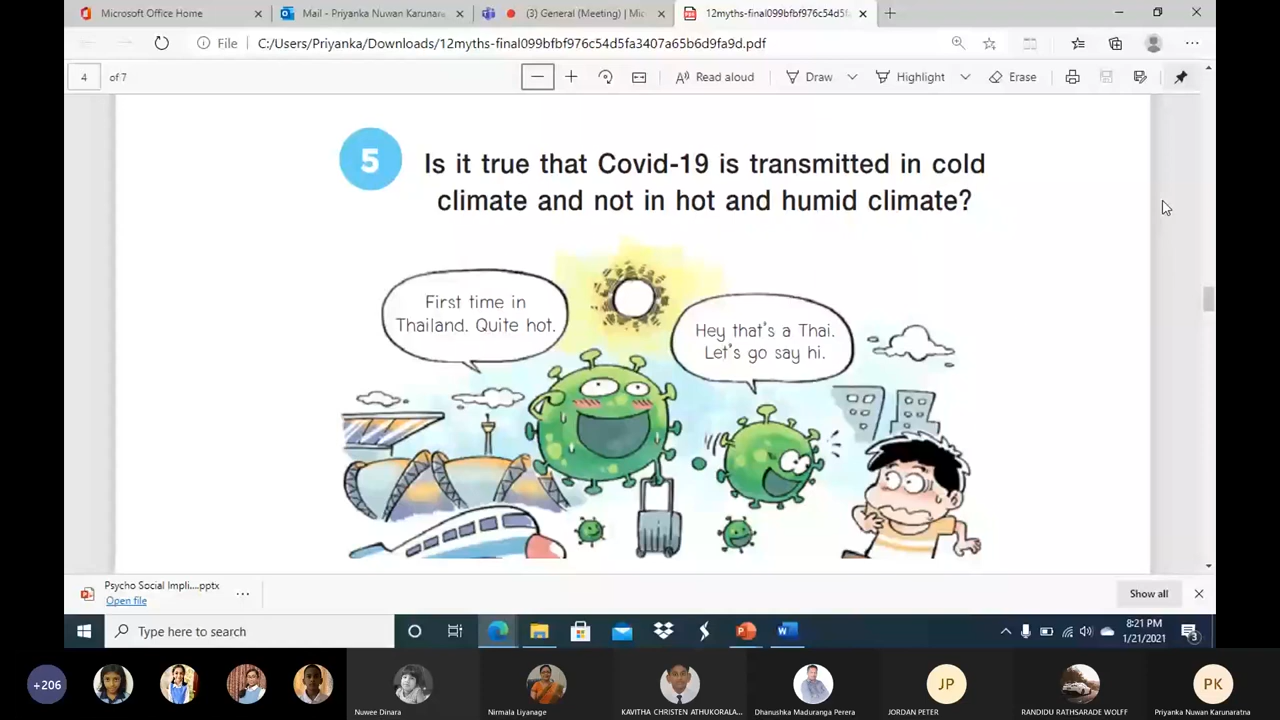 Microsoft Office Home
Mail - Priyanka Nuwan Karunare
(3) General (Meeting) | Mic
12myths-final099bfbf976c54d5fa
File
C:/Users/Priyanka/Downloads/12myths-final099bfbf976c54d5fa3407a65b6d9fa9d.pdf
4 of 7
Read aloud
Draw
Highlight
Erase
5
Is it true that Covid-19 is transmitted in cold
climate and not in hot and humid climate?
First time in
Thailand. Quite hot.
Hey that's a Thai.
Let's go say hi.
Psycho Social Impli....pptx
Open file
Show all
Type here to search
8:21 PM
1/21/2021
3
+206
Nuwee Dinara
Nirmala Liyanage
KAVITHA CHRISTEN ATHUKORALA...
Dhanushka Maduranga Perera
JP
JORDAN PETER
RANDIDU RATHSARADE WOLFF
PK
Priyanka Nuwan Karunaratna